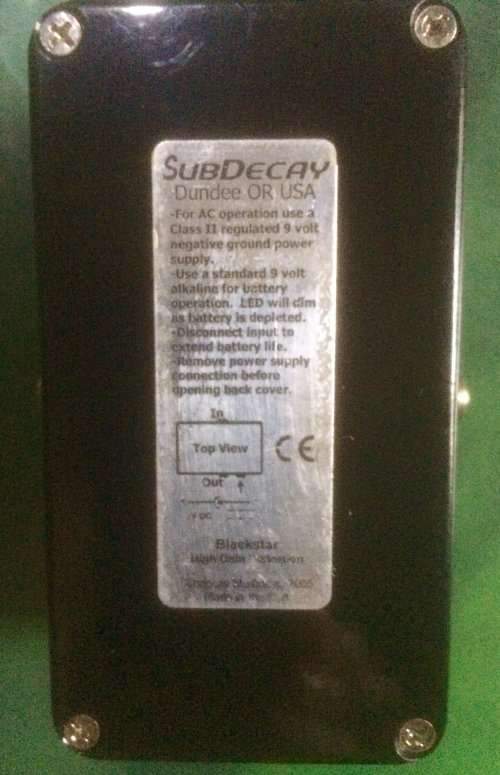 SUBDECAY
Dundee OR USA
-For AC operation use a
Class II regulated 9 volt
negative ground power
supply.
-Use a standard 9 volt
alkaline for battery
operation. LED will dim
as battery is depleted.
-Disconnect input to
extend battery life.
-Remove power supply
connection before
opening back cover.
In
Top View
CE
Out
Blackstar
High Gain